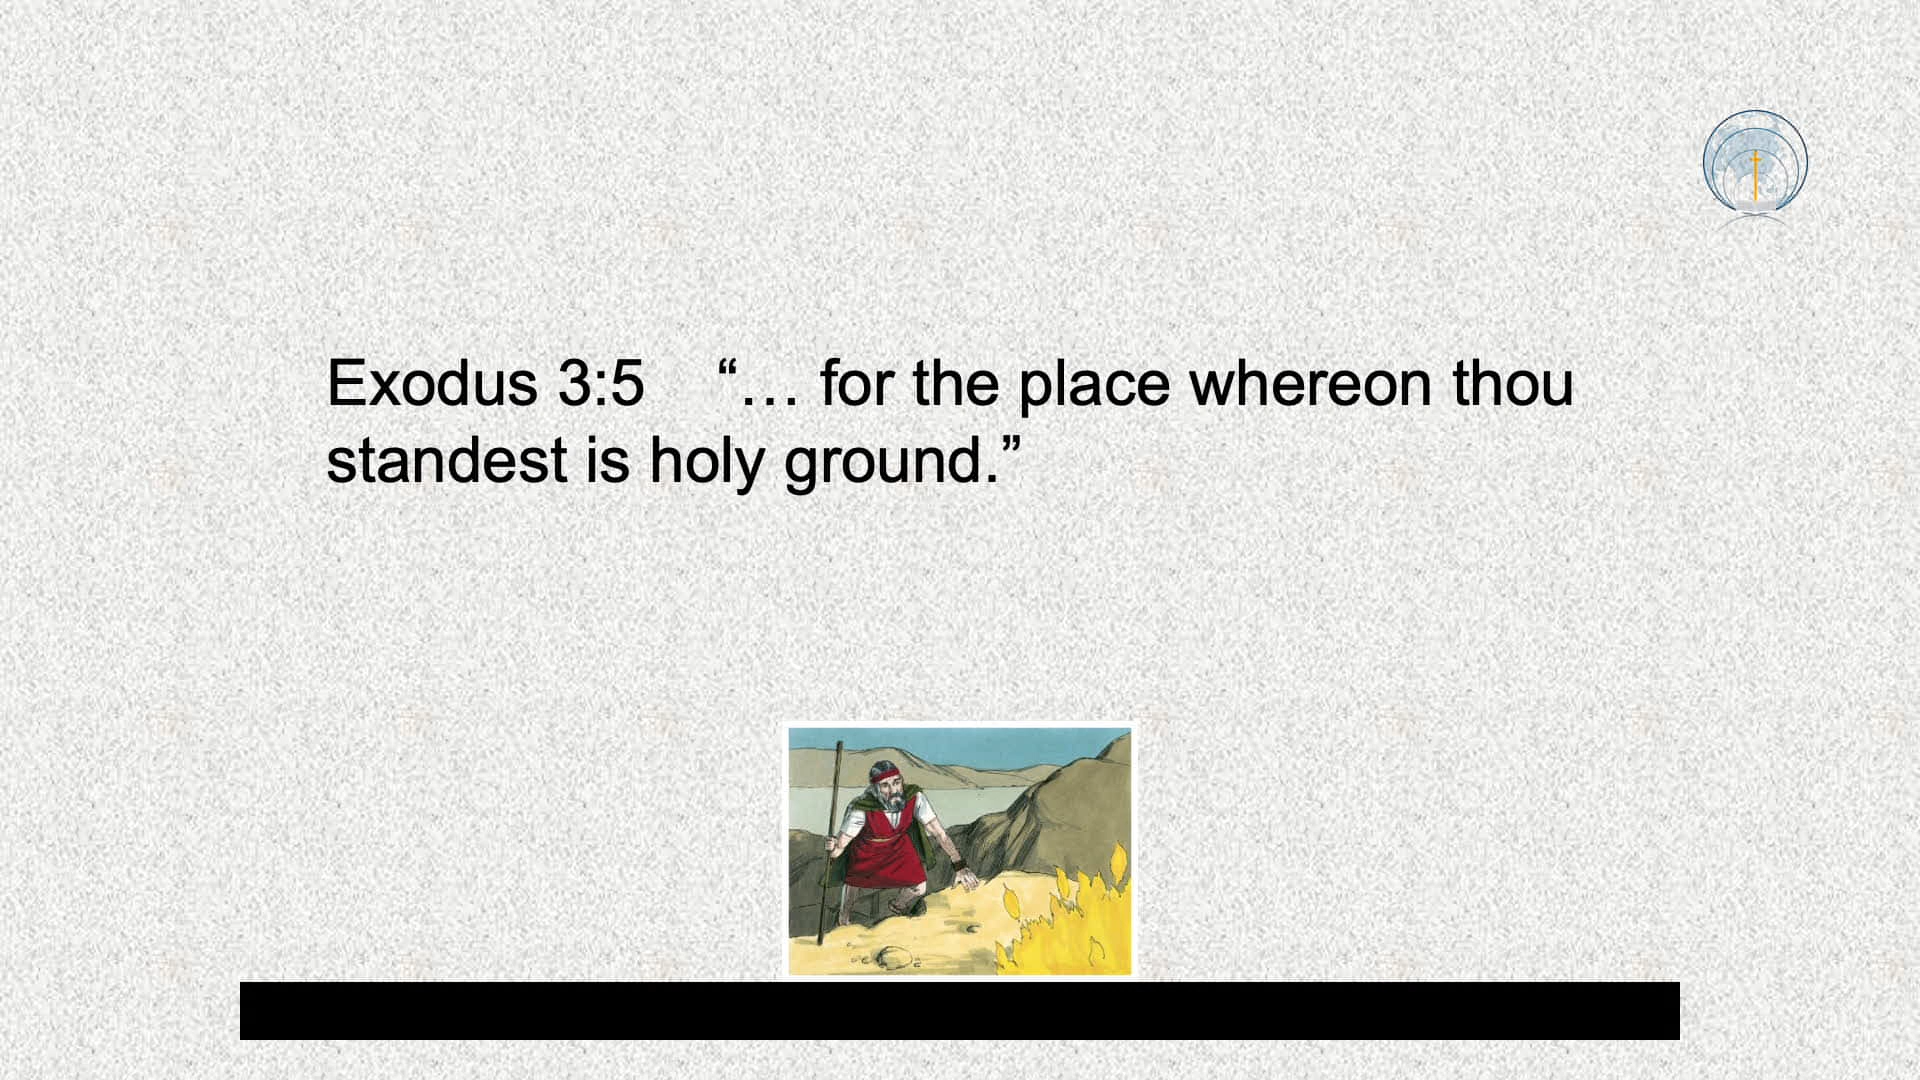 Exodus 3:5    “… for the place whereon thou
standest is holy ground.”